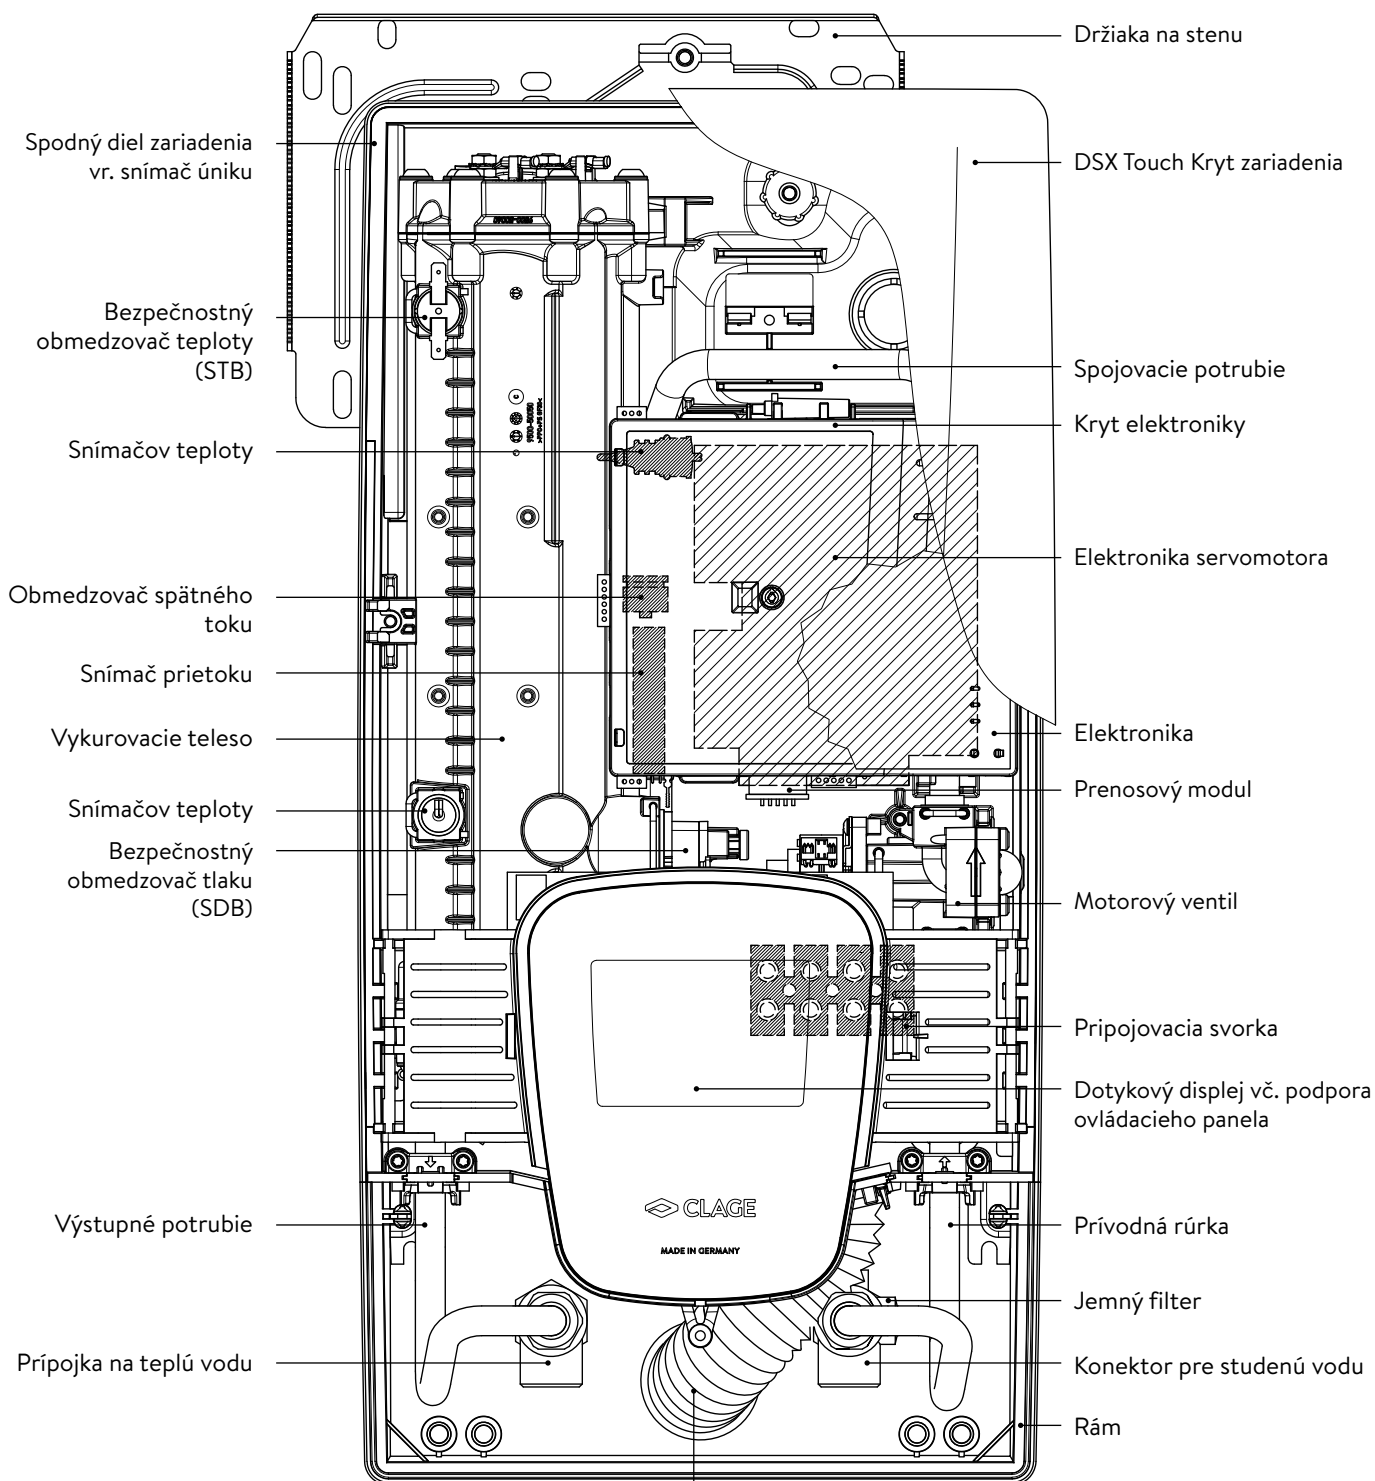 Držiaka na stenu
Spodný diel zariadenia
vr. snímač úniku
DSX Touch Kryt zariadenia
Bezpečnostný
obmedzovač teploty
(STB)
Spojovacie potrubie
Kryt elektroniky
Snímačov teploty
Elektronika servomotora
Obmedzovač spätného
toku
Snímač prietoku
Vykurovacie teleso
Elektronika
Prenosový modul
Snímačov teploty
Bezpečnostný
obmedzovač tlaku
(SDB)
Motorový ventil
Pripojovacia svorka
Dotykový displej vč. podpora
ovládacieho panela
CLAGE
MADE IN GERMANY
Výstupné potrubie
Prívodná rúrka
Jemný filter
Prípojka na teplú vodu
Konektor pre studenú vodu
Rám
9500-50050